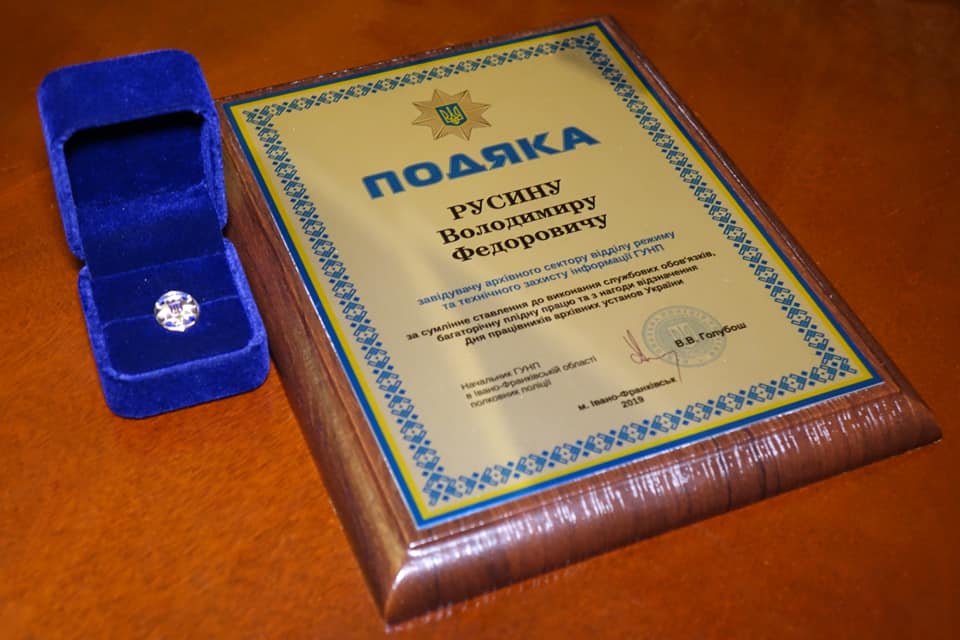 ПОДЯКА
РУСИНУ
Володимиру
Федоровичу
завідувачу архівного сектору відділу режиму
та технічного захисту інформації ГУНП
за сумлінне ставлення до виконання службових обов'язків,
багаторічну плідну працю та з нагоди відзначення
Дня працівників архівних установ України
Начальник ГУНП
в Івано-Франківській області
полковник поліції
В.В. Голубош
м. Івано-Франківськ
2019